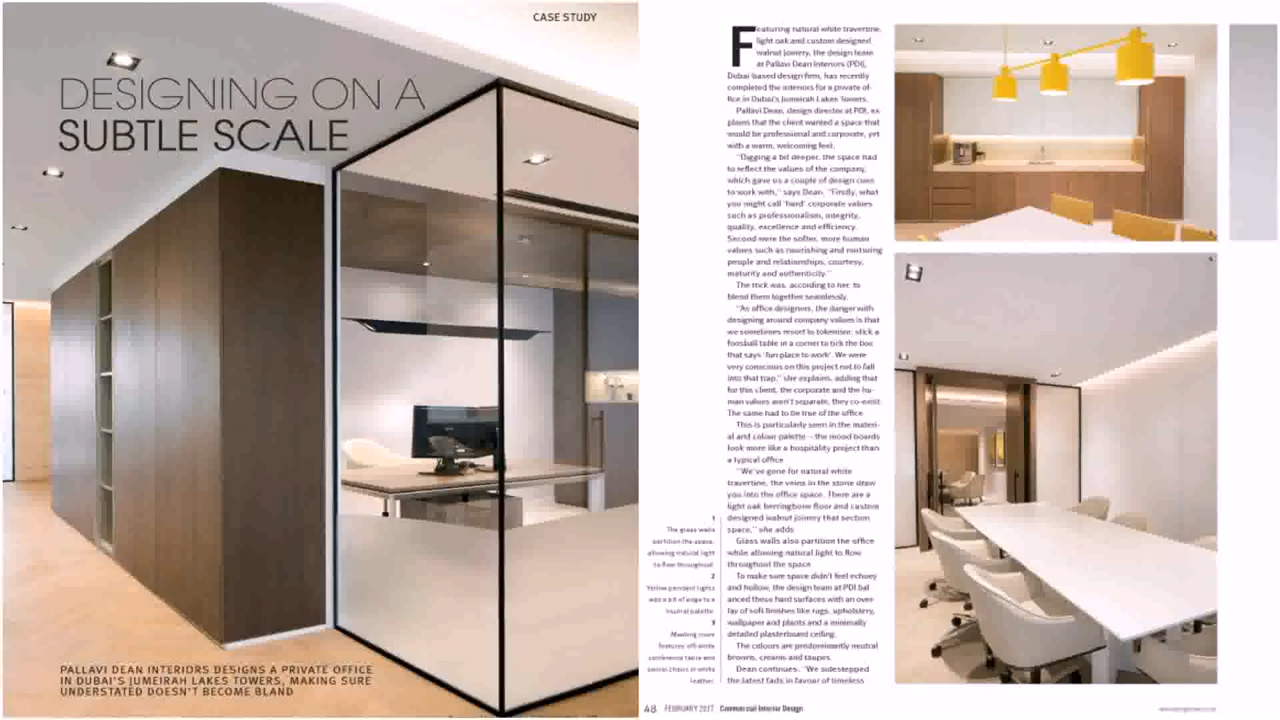 CASE STUDY
DESIGNING ON A
SUBTLE SCALE
PALLAVI DEAN INTERIORS DESIGNS A PRIVATE OFFICE
IN DUBAI'S JUMEIRAH LAKES TOWERS, MAKING SURE
UNDERSTATED DOESN'T BECOME BLAND
Featuring natural white travertine,
light oak and custom designed
walnut joinery, the design team
at Pallavi Dean Interiors (PDI),
Dubai-based design firm, has recently
completed the interiors for a private of-
fice in Dubai's Jumeirah Lakes Towers.
Pallavi Dean, design director at PDI, ex-
plains that the client wanted a space that
would be professional and corporate, yet
with a warm, welcoming feel.
"Digging a bit deeper, the space had
to reflect the values of the company,
which gave us a couple of design cues
to work with," says Dean. "Firstly, what
you might call 'hard' corporate values
such as professionalism, integrity,
quality, excellence and efficiency.
Second were the softer, more human
values such as nourishing and nurturing
people and relationships, courtesy,
maturity and authenticity."
The trick was, according to her, to
blend them together seamlessly.
"As office designers, the danger with
designing around company values is that
we sometimes resort to tokenism: stick a
foosball table in a corner to tick the box
that says 'fun place to work'. We were
very conscious on this project not to fall
into that trap," she explains, adding that
for this client, the corporate and the hu-
man values aren't separate, they co-exist.
The same had to be true of the office.
This is particularly seen in the materi-
al and colour palette – the mood boards
look more like a hospitality project than
a typical office.
"We've gone for natural white
travertine, the veins in the stone draw
you into the office space. There are a
light oak herringbone floor and custom
designed walnut joinery that section
space," she adds.
Glass walls also partition the office
while allowing natural light to flow
throughout the space.
To make sure space didn't feel echoey
and hollow, the design team at PDI bal-
anced these hard surfaces with an over-
lay of soft finishes like rugs, upholstery,
wallpaper and plants and a minimally
detailed plasterboard ceiling.
The colours are predominantly neutral
browns, creams and taupes.
Dean continues: "We sidestepped
the latest fads in favour of timeless
1
The glass walls
partition the space,
allowing natural light
to flow throughout.
2
Yellow pendant lights
add a bit of edge to a
neutral palette.
3
Meeting room
features off-white
conference table and
swivel chairs in white
leather.
48 FEBRUARY 2017 Commercial Interior Design